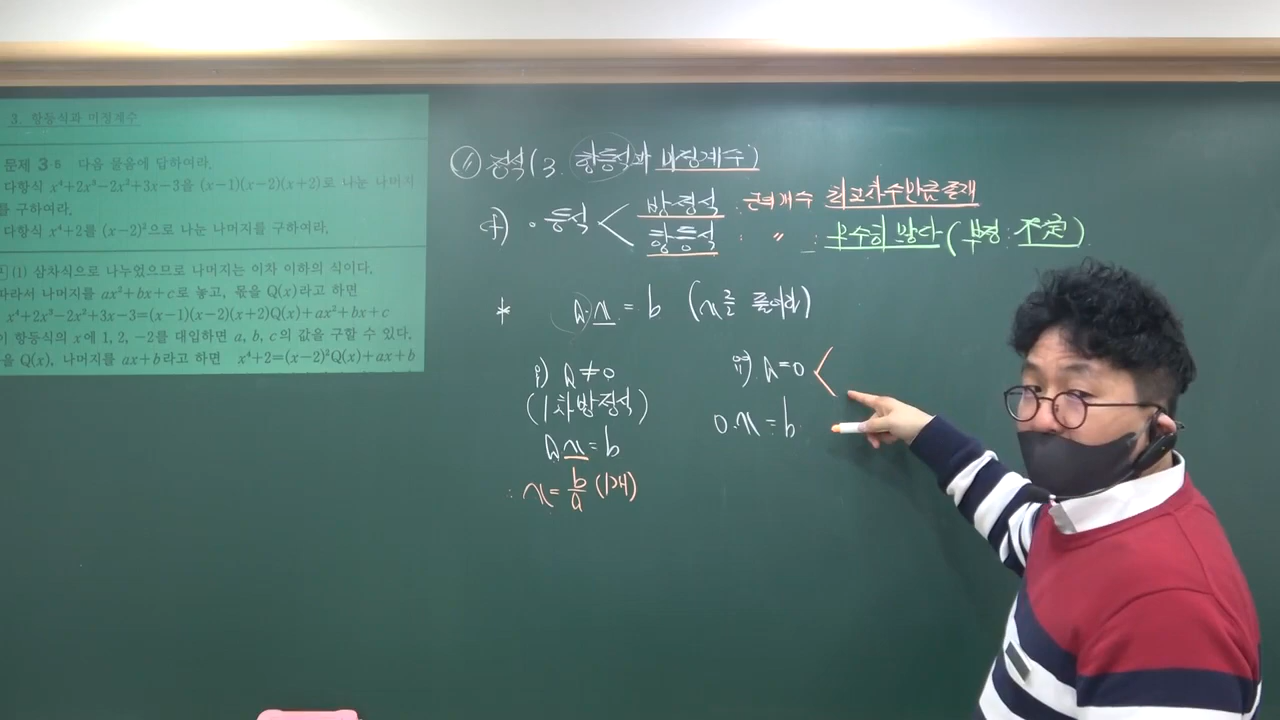 3. 항등식과 미정계수
문제 3-8 다음 물음에 답하여라.
다항식 x⁴+2x³−2x²+3x−3을 (x−1)(x−2)(x+2)로 나눈 나머지
를 구하여라.
다항식 x⁴+2를 (x−2)²으로 나눈 나머지를 구하여라.
(1) 삼차식으로 나누었으므로 나머지는 이차 이하의 식이다.
따라서 나머지를 ax²+bx+c로 놓고, 몫을 Q(x)라고 하면
x⁴+2x³−2x²+3x−3=(x−1)(x−2)(x+2)Q(x)+ax²+bx+c
이 항등식의 x에 1, 2, −2를 대입하면 a, b, c의 값을 구할 수 있다.
을 Q(x), 나머지를 ax+b라고 하면 x⁴+2=(x−2)²Q(x)+ax+b
정석(3. 항등식과 미정계수)
· 등식 < 방정식 : 근의 개수 최고차수만큼 존재
항등식 : 〃 _ 무수히 많다 (부정 : 不定)
* a·x = b (x를 풀어라)
i) a≠0
(1차방정식)
ax=b
∴ x=b/a (1개)
ii) a=0 <
0·x=b